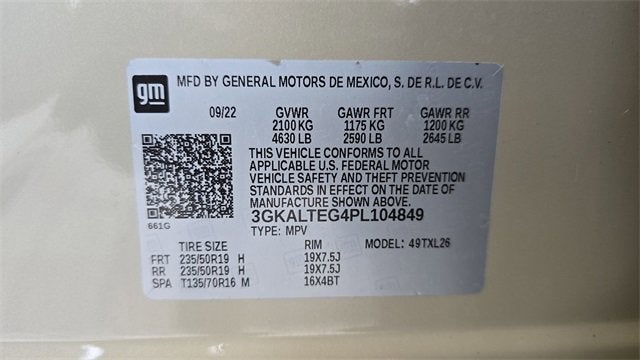 gm MFD BY GENERAL MOTORS DE MEXICO, S. DE R.L. DE C.V.
09/22 GVWR GAWR FRT GAWR RR
2100 KG 1175 KG 1200 KG
4630 LB 2590 LB 2645 LB
THIS VEHICLE CONFORMS TO ALL
APPLICABLE U.S. FEDERAL MOTOR
VEHICLE SAFETY AND THEFT PREVENTION
STANDARDS IN EFFECT ON THE DATE OF
MANUFACTURE SHOWN ABOVE.
3GKALTEG4PL104849
661G TYPE: MPV
TIRE SIZE RIM MODEL: 49TXL26
FRT 235/50R19 H 19X7.5J
RR 235/50R19 H 19X7.5J
SPA T135/70R16 M 16X4BT